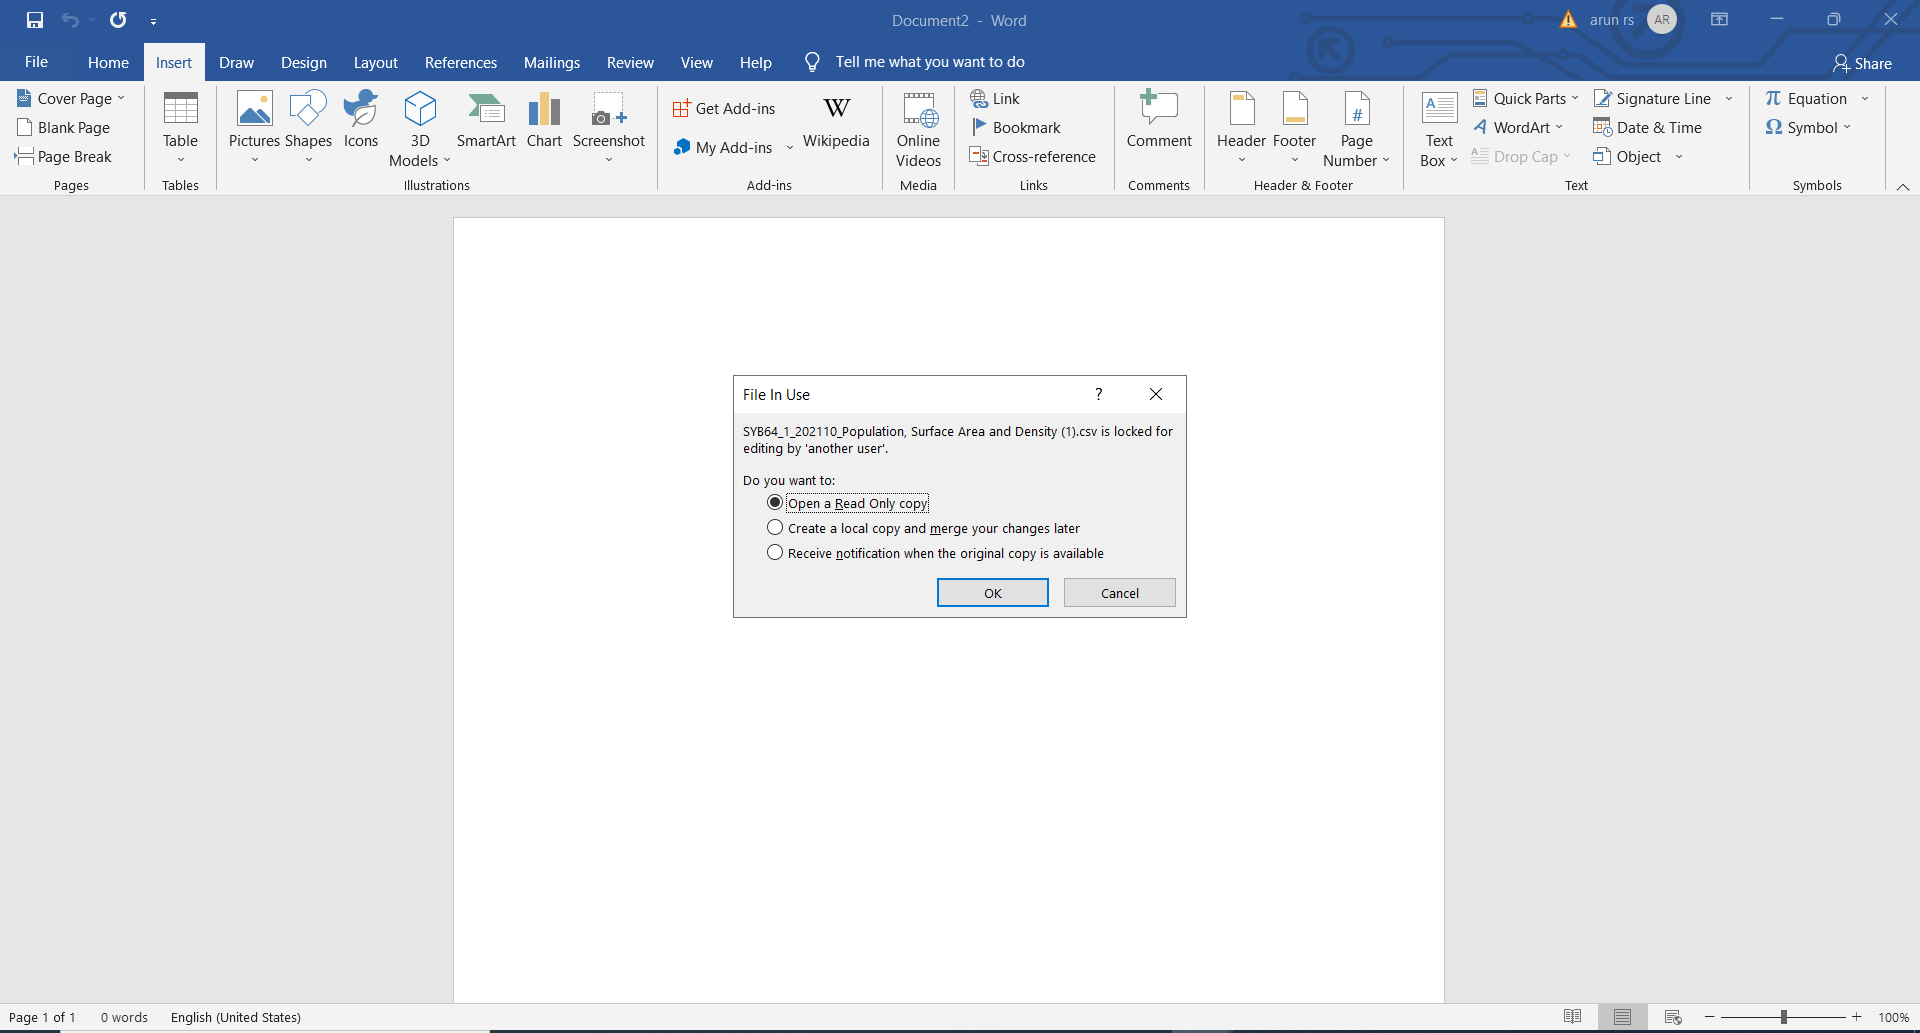 Document2 - Word
arun rs
AR
File
Home
Insert
Draw
Design
Layout
References
Mailings
Review
View
Help
Tell me what you want to do
Share
Cover Page
Blank Page
Page Break
Pages
Table
Tables
Pictures
Shapes
Icons
3D
Models
SmartArt
Chart
Screenshot
Illustrations
Get Add-ins
My Add-ins
W
Wikipedia
Add-ins
Online
Videos
Media
Link
Bookmark
Cross-reference
Links
Comment
Comments
Header
Footer
Page
Number
Header & Footer
Text
Box
Quick Parts
WordArt
Drop Cap
Signature Line
Date & Time
Object
Text
π Equation
Ω Symbol
Symbols
File In Use
?
SYB64_1_202110_Population, Surface Area and Density (1).csv is locked for
editing by 'another user'.
Do you want to:
Open a Read Only copy
Create a local copy and merge your changes later
Receive notification when the original copy is available
OK
Cancel
Page 1 of 1
0 words
English (United States)
100%